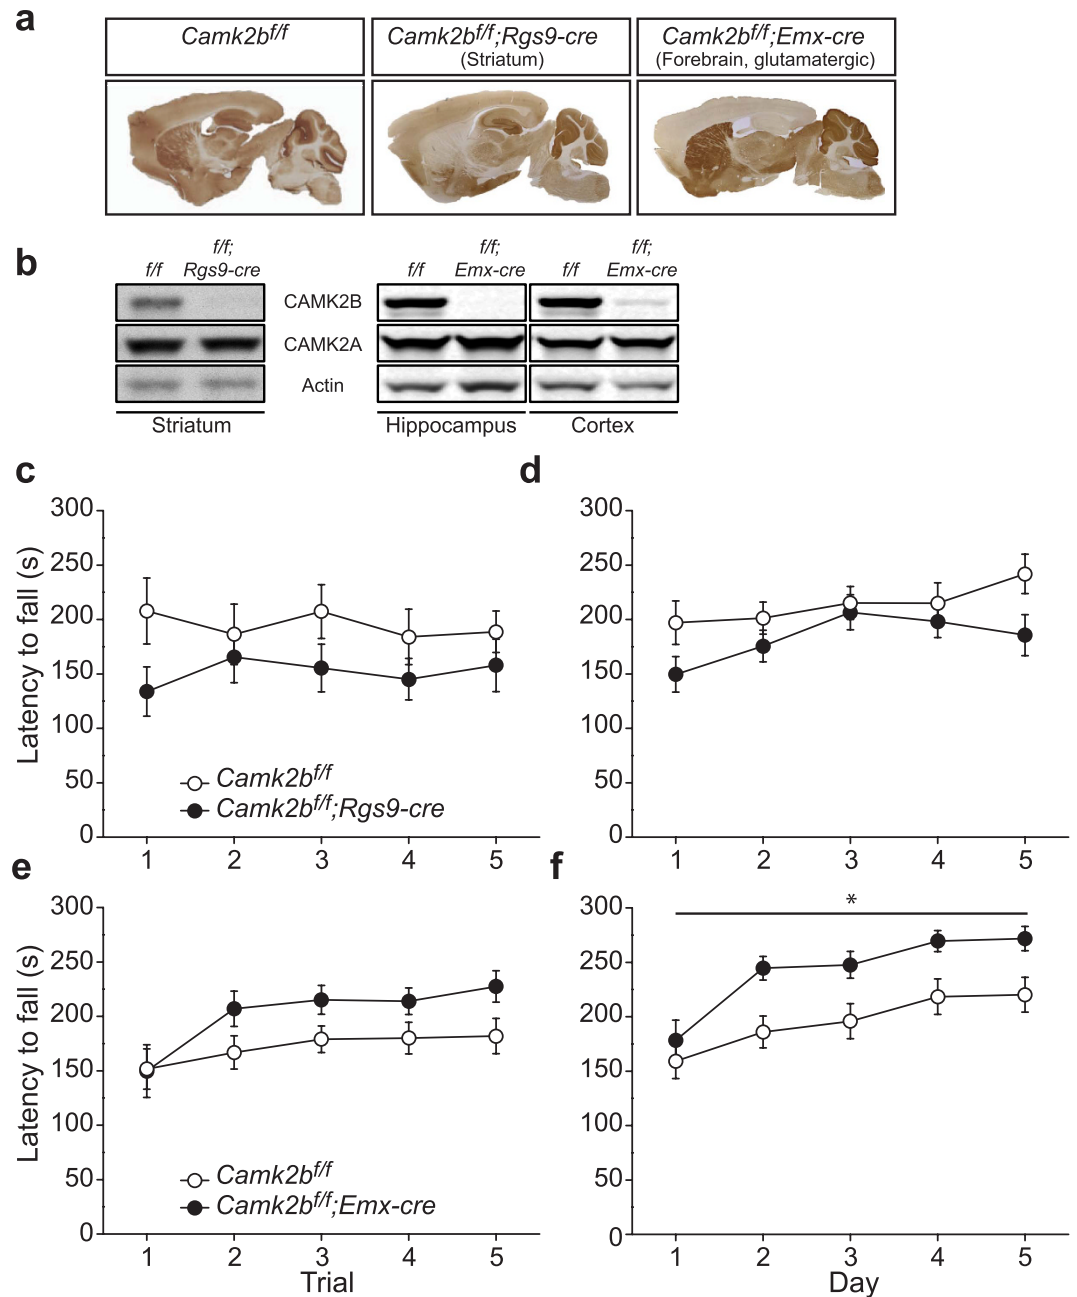 a
Camk2bf/f
Camk2bf/f;Rgs9-cre
(Striatum)
Camk2bf/f;Emx-cre
(Forebrain, glutamatergic)
b
f/f
f/f;
Rgs9-cre
f/f
f/f;
Emx-cre
f/f
f/f;
Emx-cre
CAMK2B
CAMK2A
Actin
Striatum
Hippocampus
Cortex
c
Latency to fall (s)
300
250
200
150
100
50
0
1 2 3 4 5
Camk2bf/f
Camk2bf/f;Rgs9-cre
d
300
250
200
150
100
50
0
1 2 3 4 5
e
Latency to fall (s)
300
250
200
150
100
50
0
1 2 3 4 5
Trial
Camk2bf/f
Camk2bf/f;Emx-cre
f
300
250
200
150
100
50
0
*
1 2 3 4 5
Day